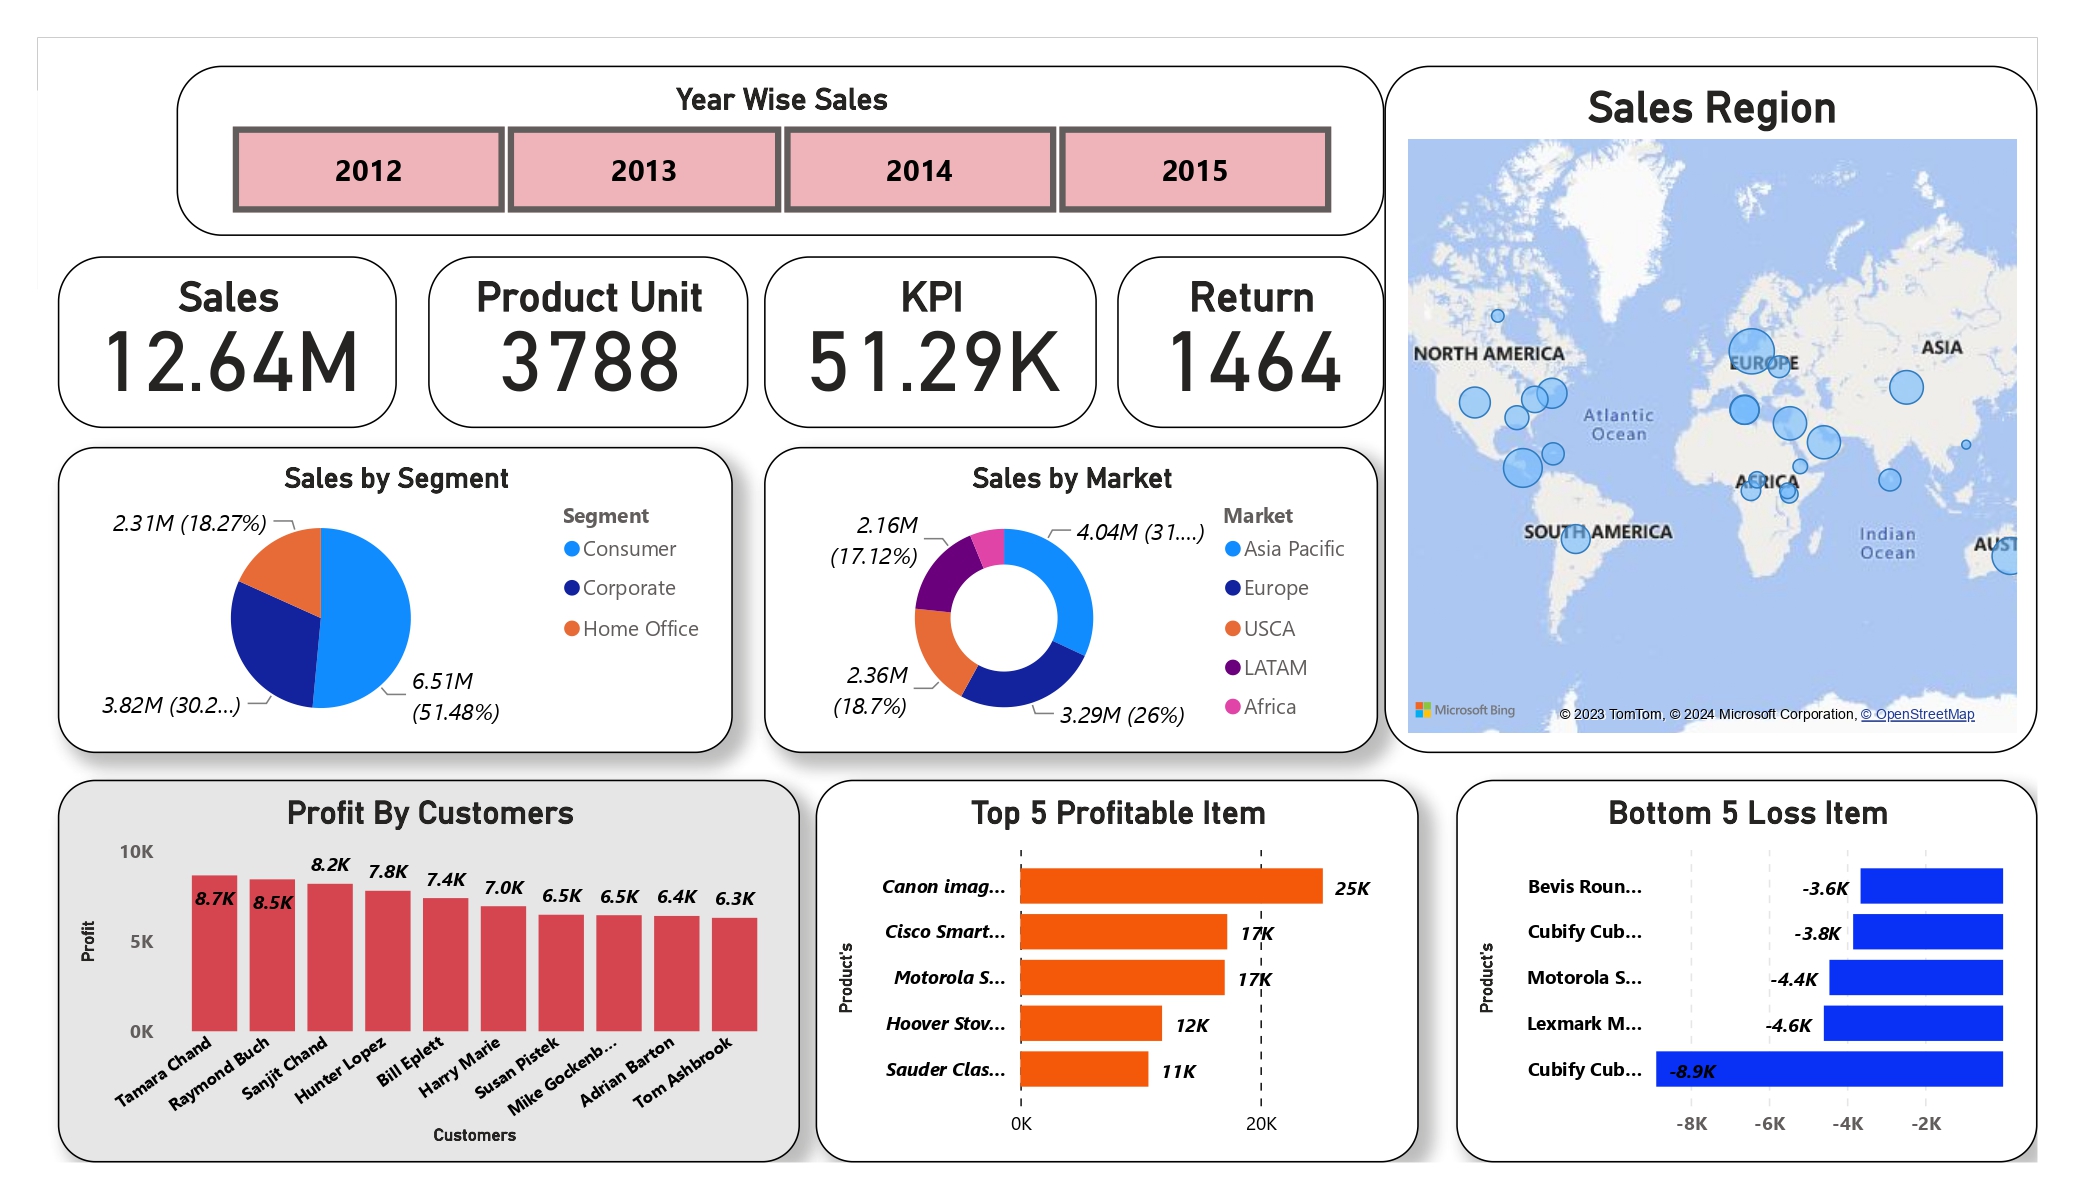 Year Wise Sales
2012
2013
2014
2015
Sales Region
NORTH AMERICA
EUROPE
ASIA
Atlantic
Ocean
AFRICA
SOUTH AMERICA
Indian
Ocean
AUST
Microsoft Bing
© 2023 TomTom, © 2024 Microsoft Corporation, © OpenStreetMap
Sales
12.64M
Product Unit
3788
KPI
51.29K
Return
1464
Sales by Segment
2.31M (18.27%)
3.82M (30.2...)
6.51M
(51.48%)
Segment
Consumer
Corporate
Home Office
Sales by Market
2.16M
(17.12%)
4.04M (31....)
2.36M
(18.7%)
3.29M (26%)
Market
Asia Pacific
Europe
USCA
LATAM
Africa
Profit By Customers
Profit
10K
5K
0K
8.7K
8.5K
8.2K
7.8K
7.4K
7.0K
6.5K
6.5K
6.4K
6.3K
Tamara Chand
Raymond Buch
Sanjit Chand
Hunter Lopez
Bill Eplett
Harry Marie
Susan Pistek
Mike Gockenb...
Adrian Barton
Tom Ashbrook
Customers
Top 5 Profitable Item
Product's
Canon imag... 25K
Cisco Smart... 17K
Motorola S... 17K
Hoover Stov... 12K
Sauder Clas... 11K
0K 20K
Bottom 5 Loss Item
Product's
Bevis Roun... -3.6K
Cubify Cub... -3.8K
Motorola S... -4.4K
Lexmark M... -4.6K
Cubify Cub... -8.9K
-8K -6K -4K -2K